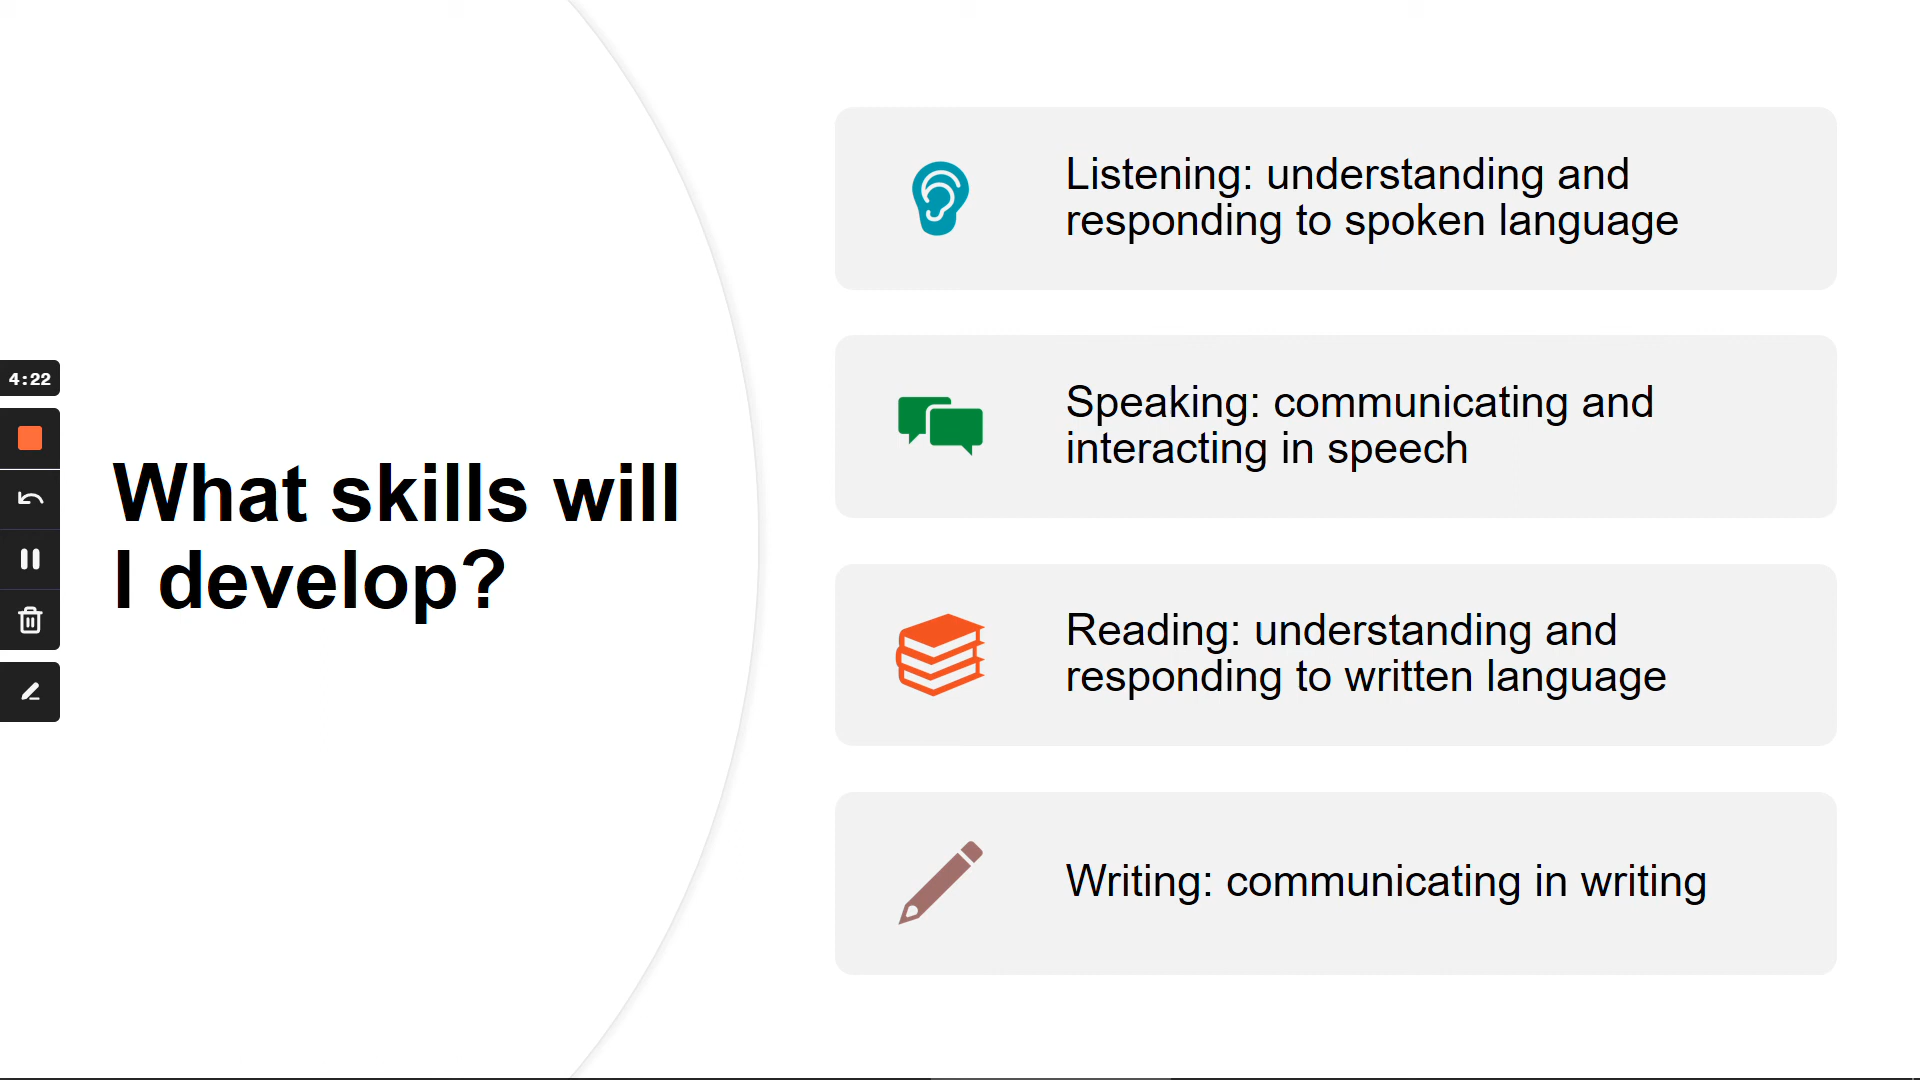 What skills will
I develop?
Listening: understanding and
responding to spoken language
Speaking: communicating and
interacting in speech
Reading: understanding and
responding to written language
Writing: communicating in writing
4:22